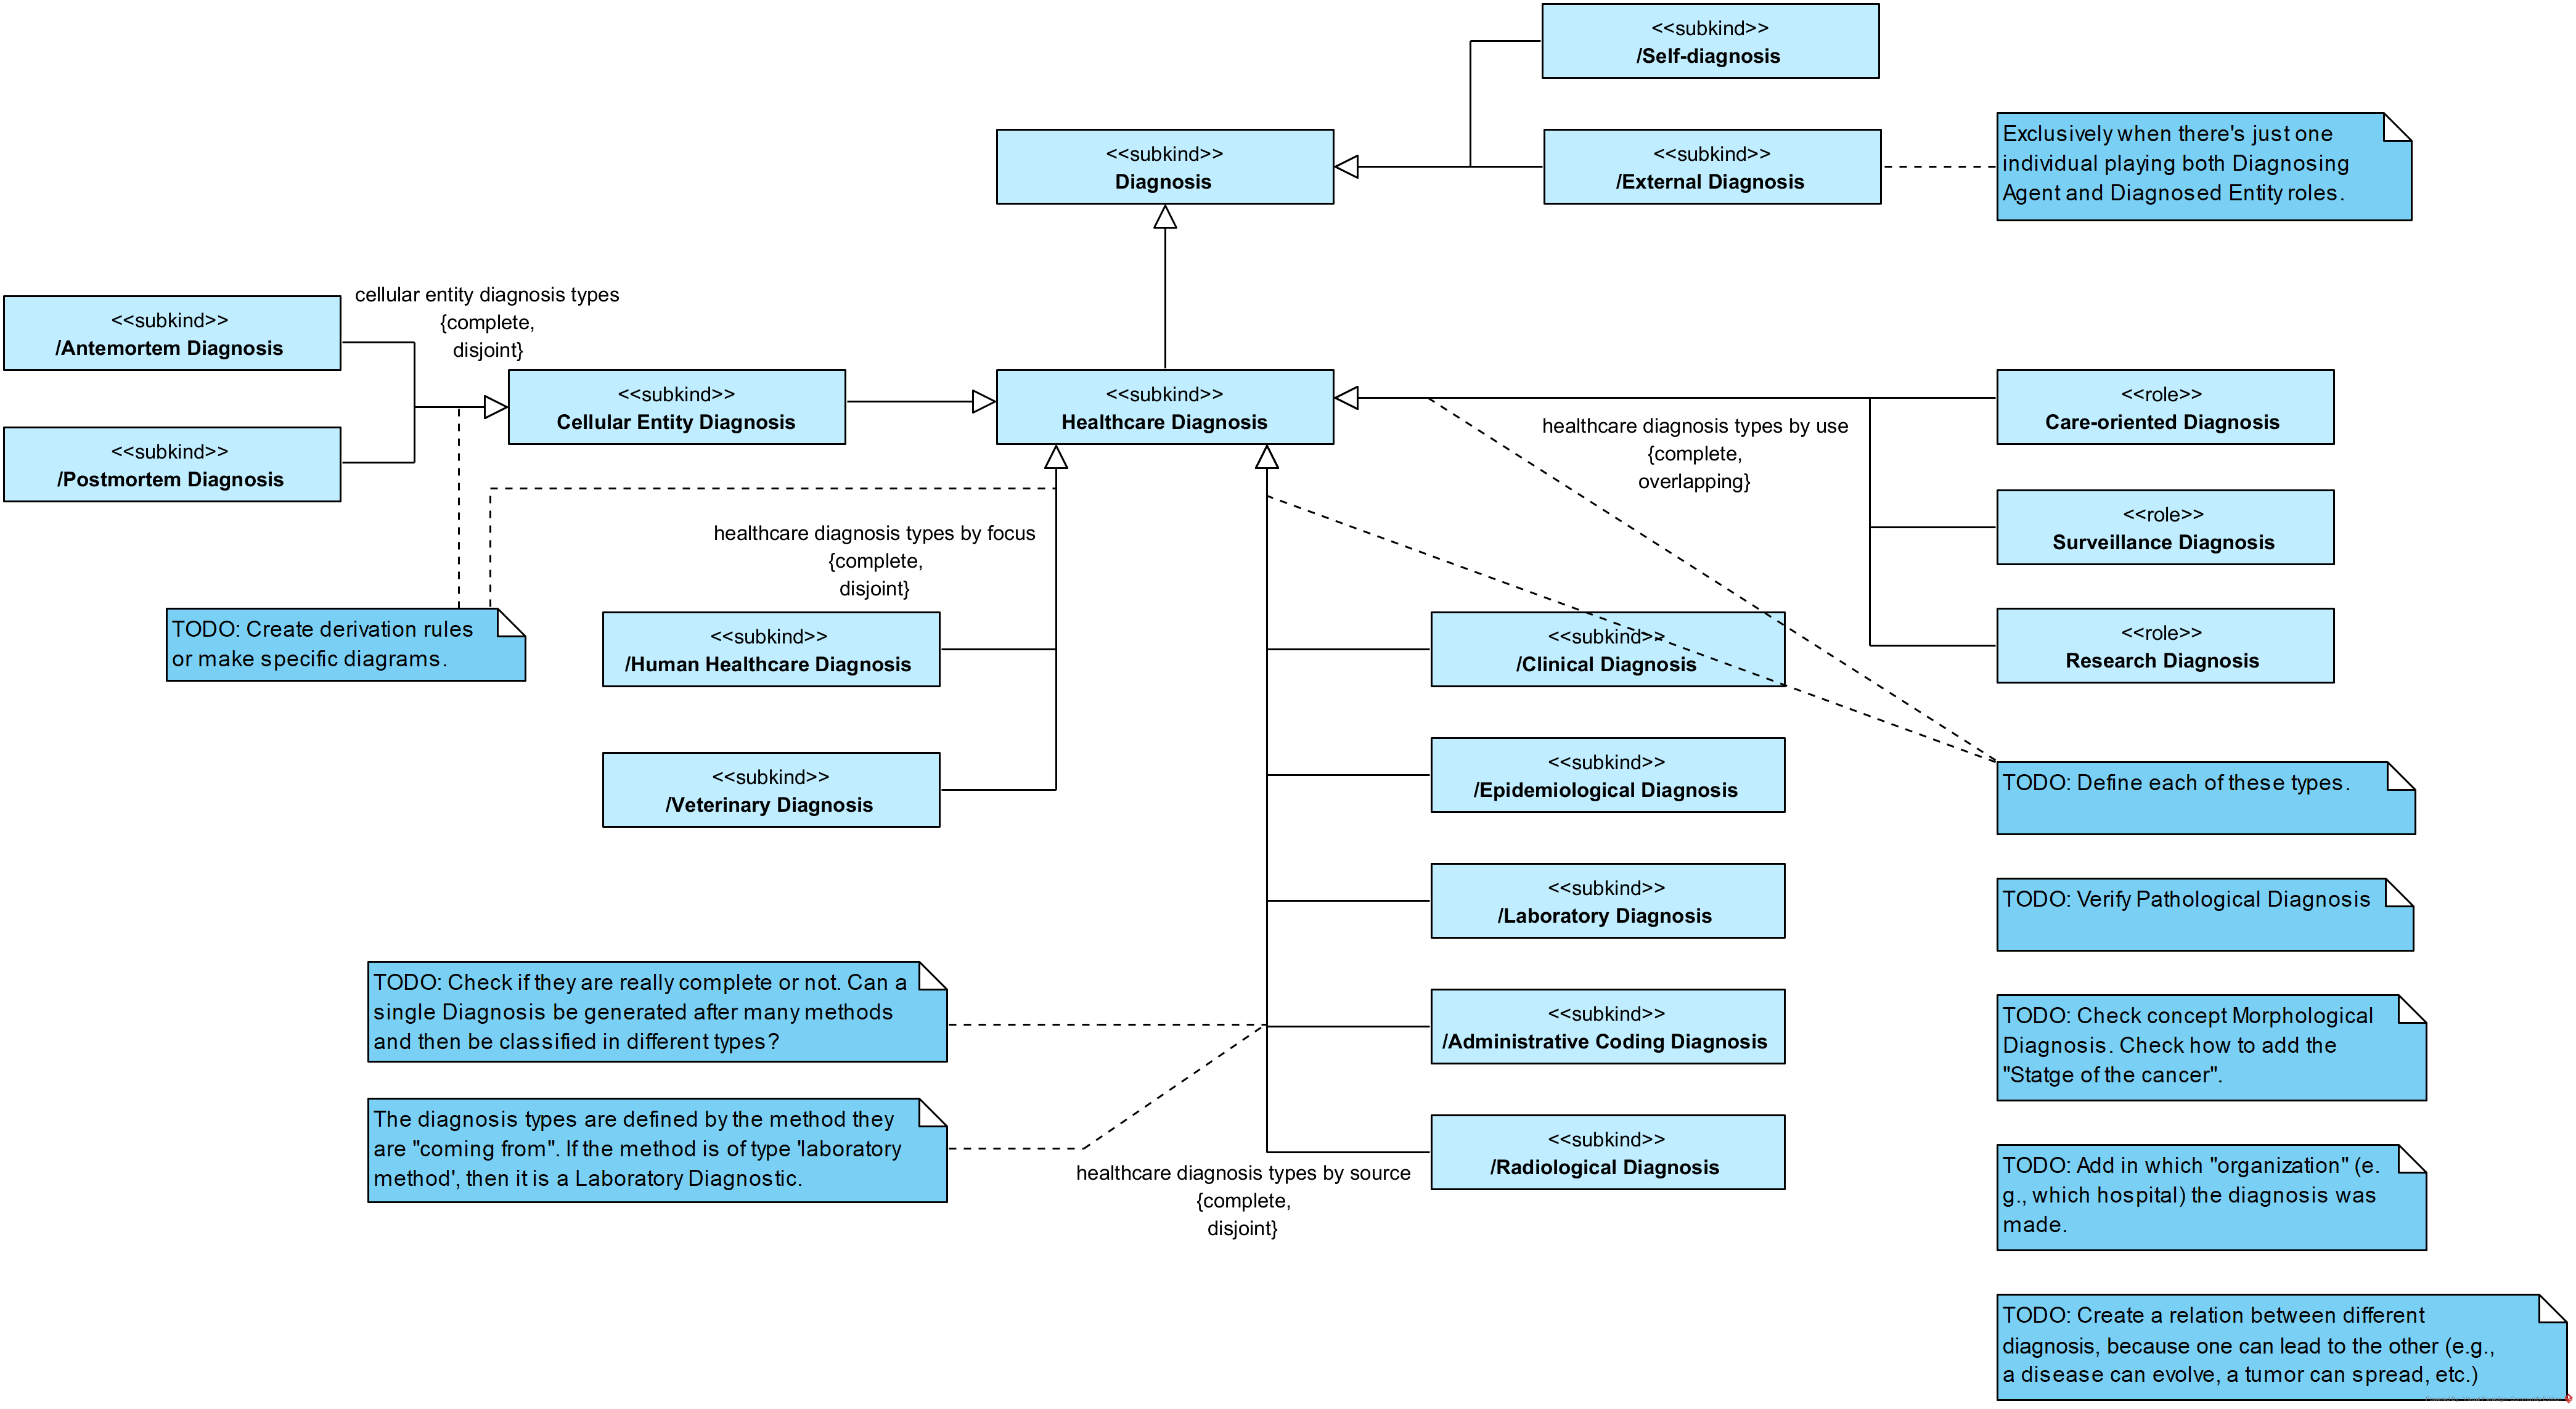 <<subkind>>
/Self-diagnosis
<<subkind>>
Diagnosis
<<subkind>>
/External Diagnosis
Exclusively when there's just one
individual playing both Diagnosing
Agent and Diagnosed Entity roles.
<<subkind>>
/Antemortem Diagnosis
cellular entity diagnosis types
{complete,
disjoint}
<<subkind>>
/Postmortem Diagnosis
<<subkind>>
Cellular Entity Diagnosis
<<subkind>>
Healthcare Diagnosis
healthcare diagnosis types by use
{complete,
overlapping}
<<role>>
Care-oriented Diagnosis
<<role>>
Surveillance Diagnosis
<<role>>
Research Diagnosis
healthcare diagnosis types by focus
{complete,
disjoint}
TODO: Create derivation rules
or make specific diagrams.
<<subkind>>
/Human Healthcare Diagnosis
<<subkind>>
/Veterinary Diagnosis
<<subkind>>
/Clinical Diagnosis
<<subkind>>
/Epidemiological Diagnosis
<<subkind>>
/Laboratory Diagnosis
<<subkind>>
/Administrative Coding Diagnosis
<<subkind>>
/Radiological Diagnosis
TODO: Check if they are really complete or not. Can a
single Diagnosis be generated after many methods
and then be classified in different types?
The diagnosis types are defined by the method they
are "coming from". If the method is of type 'laboratory
method', then it is a Laboratory Diagnostic.
healthcare diagnosis types by source
{complete,
disjoint}
TODO: Define each of these types.
TODO: Verify Pathological Diagnosis
TODO: Check concept Morphological
Diagnosis. Check how to add the
"Statge of the cancer".
TODO: Add in which "organization" (e.
g., which hospital) the diagnosis was
made.
TODO: Create a relation between different
diagnosis, because one can lead to the other (e.g.,
a disease can evolve, a tumor can spread, etc.)